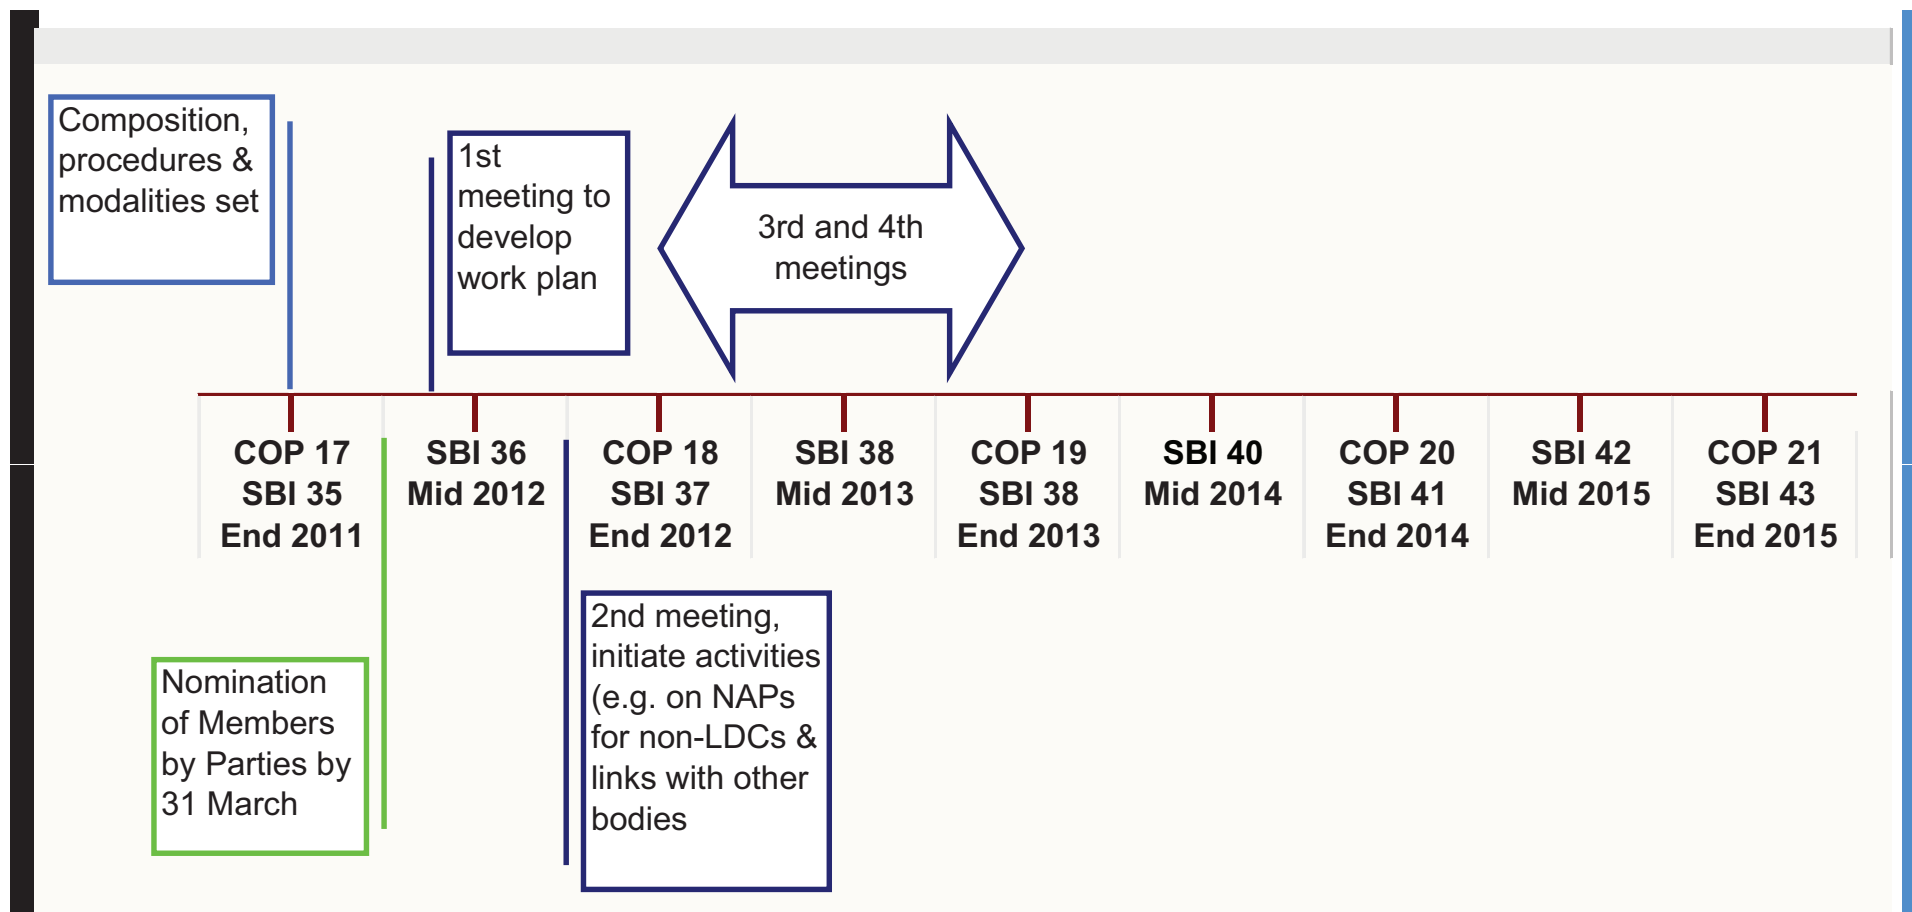 Composition,
procedures &
modalities set
1st
meeting to
develop
work plan
3rd and 4th
meetings
COP 17
SBI 35
End 2011
SBI 36
Mid 2012
COP 18
SBI 37
End 2012
SBI 38
Mid 2013
COP 19
SBI 38
End 2013
SBI 40
Mid 2014
COP 20
SBI 41
End 2014
SBI 42
Mid 2015
COP 21
SBI 43
End 2015
Nomination
of Members
by Parties by
31 March
2nd meeting,
initiate activities
(e.g. on NAPs
for non-LDCs &
links with other
bodies